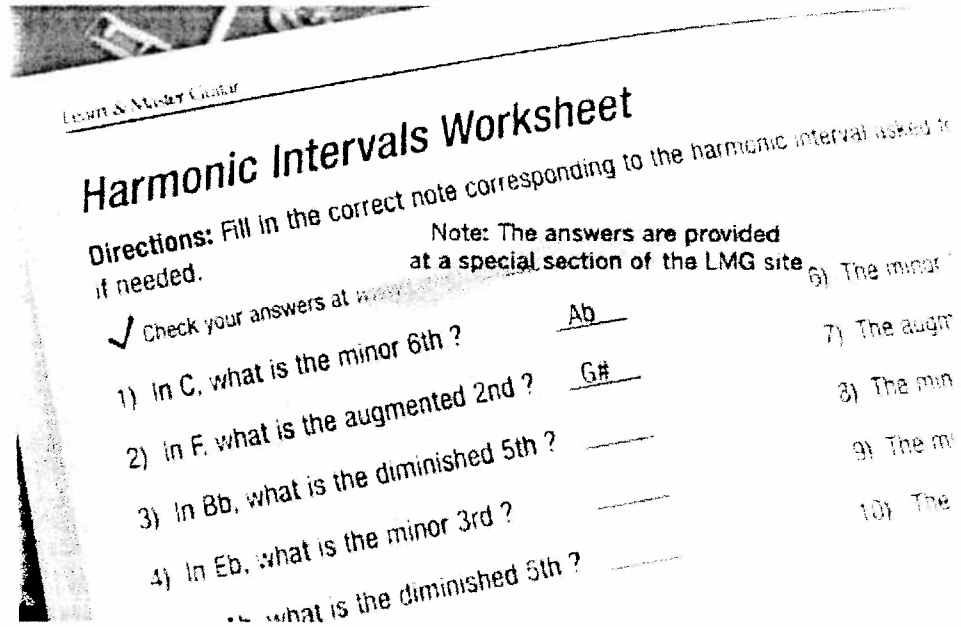 Learn & Master Guitar
Harmonic Intervals Worksheet
Directions: Fill in the correct note corresponding to the harmonic interval asked
if needed.
Note: The answers are provided
at a special section of the LMG site
✓ Check your answers at
1) In C, what is the minor 6th ? Ab
2) In F, what is the augmented 2nd ? G#
3) In Bb, what is the diminished 5th ?
4) In Eb, what is the minor 3rd ?
what is the diminished 5th ?
6) The minor
7) The augm
8) The min
9) The
10) The